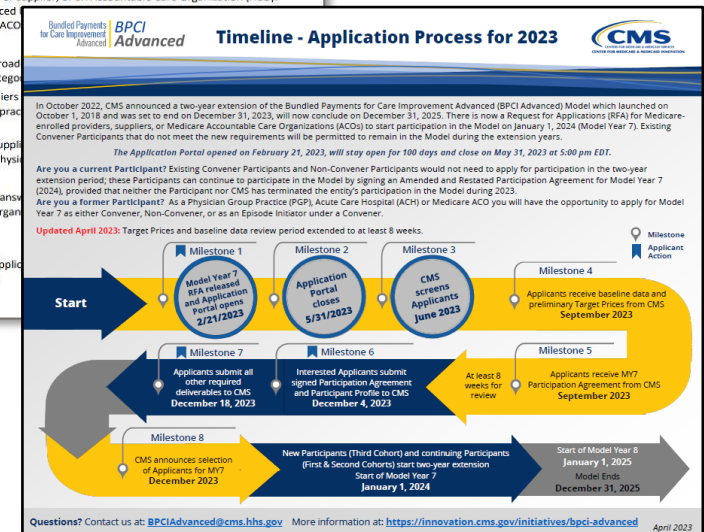 Bundled Payments
for Care Improvement
Advanced
BPCI
Advanced
Timeline - Application Process for 2023
CMS
CENTERS FOR MEDICARE & MEDICAID SERVICES
CENTER FOR MEDICARE & MEDICAID INNOVATION
In October 2022, CMS announced a two-year extension of the Bundled Payments for Care Improvement Advanced (BPCI Advanced) Model which launched on
October 1, 2018 and was set to end on December 31, 2023, will now conclude on December 31, 2025. There is now a Request for Applications (RFA) for Medicare-
enrolled providers, suppliers, or Medicare Accountable Care Organizations (ACOs) to start participation in the Model on January 1, 2024 (Model Year 7). Existing
Convener Participants that do not meet the new requirements will be permitted to remain in the Model during the extension years.
The Application Portal opened on February 21, 2023, will stay open for 100 days and close on May 31, 2023 at 5:00 pm EDT.
Are you a current Participant? Existing Convener Participants and Non-Convener Participants would not need to apply for participation in the two-year
extension period; these Participants can continue to participate in the Model by signing an Amended and Restated Participation Agreement for Model Year 7
(2024), provided that neither the Participant nor CMS has terminated the entity's participation in the Model during 2023.
Are you a former Participant? As a Physician Group Practice (PGP), Acute Care Hospital (ACH) or Medicare ACO you will have the opportunity to apply for Model
Year 7 as either Convener, Non-Convener, or as an Episode Initiator under a Convener.
Updated April 2023: Target Prices and baseline data review period extended to at least 8 weeks.
Milestone
Applicant
Action
Start
Milestone 1
Model Year 7
RFA released
and Application
Portal opens
2/21/2023
Milestone 2
Application
Portal
closes
5/31/2023
Milestone 3
CMS
screens
Applicants
June 2023
Milestone 4
Applicants receive baseline data and
preliminary Target Prices from CMS
September 2023
Milestone 5
Applicants receive MY7
Participation Agreement from CMS
September 2023
At least 8
weeks for
review
Milestone 6
Interested Applicants submit
signed Participation Agreement
and Participant Profile to CMS
December 4, 2023
Milestone 7
Applicants submit all
other required
deliverables to CMS
December 18, 2023
Milestone 8
CMS announces selection
of Applicants for MY7
December 2023
New Participants (Third Cohort) and continuing Participants
(First & Second Cohorts) start two-year extension
Start of Model Year 7
January 1, 2024
Start of Model Year 8
January 1, 2025
Model Ends
December 31, 2025
Questions? Contact us at: BPCIAdvanced@cms.hhs.gov More information at: https://innovation.cms.gov/initiatives/bpci-advanced
April 2023